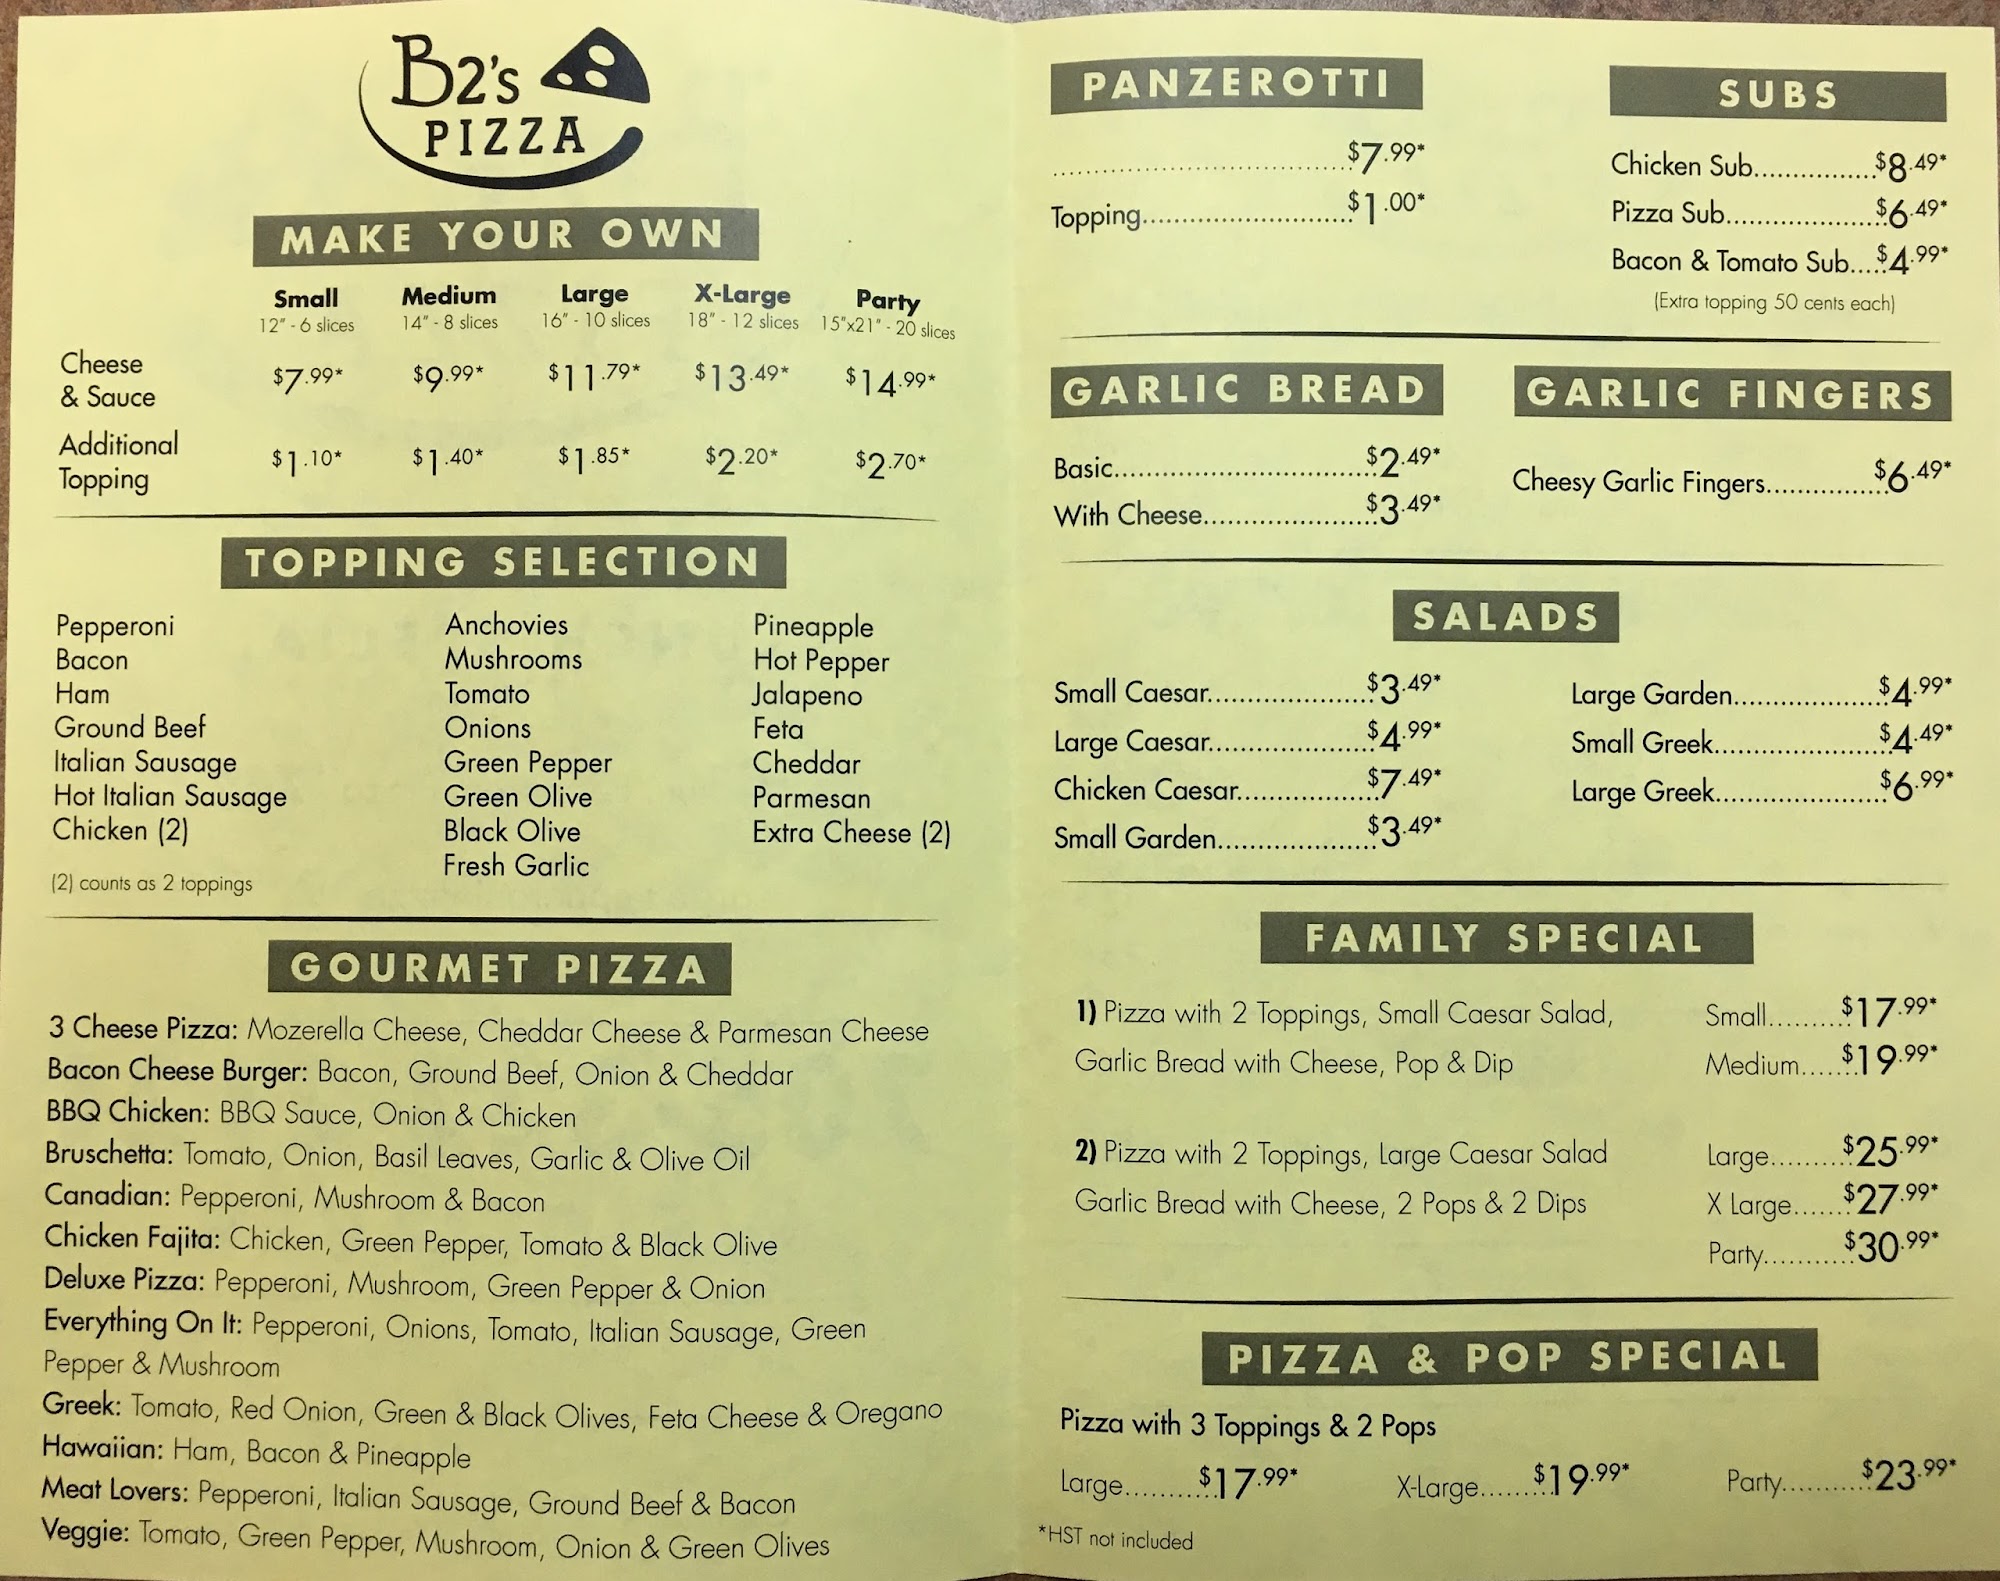 B2's
PIZZA
MAKE YOUR OWN
Small Medium Large X-Large Party
12" - 6 slices 14" - 8 slices 16" - 10 slices 18" - 12 slices 15"x21" - 20 slices
Cheese
& Sauce $7.99* $9.99* $11.79* $13.49* $14.99*
Additional
Topping $1.10* $1.40* $1.85* $2.20* $2.70*
TOPPING SELECTION
Pepperoni Anchovies Pineapple
Bacon Mushrooms Hot Pepper
Ham Tomato Jalapeno
Ground Beef Onions Feta
Italian Sausage Green Pepper Cheddar
Hot Italian Sausage Green Olive Parmesan
Chicken (2) Black Olive Extra Cheese (2)
Fresh Garlic
(2) counts as 2 toppings
GOURMET PIZZA
3 Cheese Pizza: Mozerella Cheese, Cheddar Cheese & Parmesan Cheese
Bacon Cheese Burger: Bacon, Ground Beef, Onion & Cheddar
BBQ Chicken: BBQ Sauce, Onion & Chicken
Bruschetta: Tomato, Onion, Basil Leaves, Garlic & Olive Oil
Canadian: Pepperoni, Mushroom & Bacon
Chicken Fajita: Chicken, Green Pepper, Tomato & Black Olive
Deluxe Pizza: Pepperoni, Mushroom, Green Pepper & Onion
Everything On It: Pepperoni, Onions, Tomato, Italian Sausage, Green
Pepper & Mushroom
Greek: Tomato, Red Onion, Green & Black Olives, Feta Cheese & Oregano
Hawaiian: Ham, Bacon & Pineapple
Meat Lovers: Pepperoni, Italian Sausage, Ground Beef & Bacon
Veggie: Tomato, Green Pepper, Mushroom, Onion & Green Olives
PANZEROTTI
..............................$7.99*
Topping......................$1.00*
SUBS
Chicken Sub................$8.49*
Pizza Sub.....................$6.49*
Bacon & Tomato Sub....$4.99*
(Extra topping 50 cents each)
GARLIC BREAD
Basic............................$2.49*
With Cheese...................$3.49*
GARLIC FINGERS
Cheesy Garlic Fingers................$6.49*
SALADS
Small Caesar..................$3.49* Large Garden....................$4.99*
Large Caesar..................$4.99* Small Greek.....................$4.49*
Chicken Caesar...............$7.49* Large Greek.....................$6.99*
Small Garden.................$3.49*
FAMILY SPECIAL
1) Pizza with 2 Toppings, Small Caesar Salad, Small..........$17.99*
Garlic Bread with Cheese, Pop & Dip Medium.......$19.99*
2) Pizza with 2 Toppings, Large Caesar Salad Large..........$25.99*
Garlic Bread with Cheese, 2 Pops & 2 Dips X Large.......$27.99*
Party...........$30.99*
PIZZA & POP SPECIAL
Pizza with 3 Toppings & 2 Pops
Large..........$17.99* X-Large........$19.99* Party...........$23.99*
*HST not included